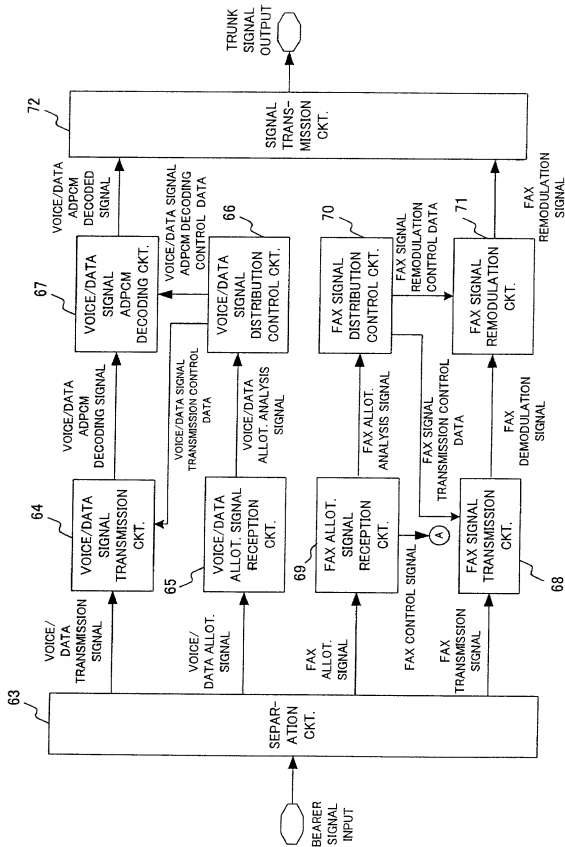 BEARER
SIGNAL
INPUT
63
SEPAR-
ATION
CKT.
VOICE/
DATA
TRANSMISSION
SIGNAL
VOICE/
DATA ALLOT.
SIGNAL
FAX
ALLOT.
SIGNAL
FAX
TRANSMISSION
SIGNAL
64
VOICE/DATA
SIGNAL
TRANSMISSION
CKT.
65
VOICE/DATA
ALLOT. SIGNAL
RECEPTION
CKT.
69
FAX ALLOT.
SIGNAL
RECEPTION
CKT.
FAX CONTROL SIGNAL
A
FAX SIGNAL
TRANSMISSION
CKT.
68
VOICE/DATA
ADPCM
DECODING SIGNAL
VOICE/DATA SIGNAL
TRANSMISSION CONTROL
DATA
VOICE/DATA
ALLOT. ANALYSIS
SIGNAL
FAX ALLOT.
ANALYSIS SIGNAL
FAX SIGNAL
TRANSMISSION CONTROL
DATA
FAX
DEMODULATION
SIGNAL
67
VOICE/DATA
SIGNAL
ADPCM
DECODING CKT.
VOICE/DATA SIGNAL
ADPCM DECODING
CONTROL DATA
66
VOICE/DATA
SIGNAL
DISTRIBUTION
CONTROL CKT.
70
FAX SIGNAL
DISTRIBUTION
CONTROL CKT.
FAX SIGNAL
REMODULATION
CONTROL DATA
71
FAX SIGNAL
REMODULATION
CKT.
VOICE/DATA
ADPCM
DECODED
SIGNAL
FAX
REMODULATION
SIGNAL
72
SIGNAL
TRANS-
MISSION
CKT.
TRUNK
SIGNAL
OUTPUT